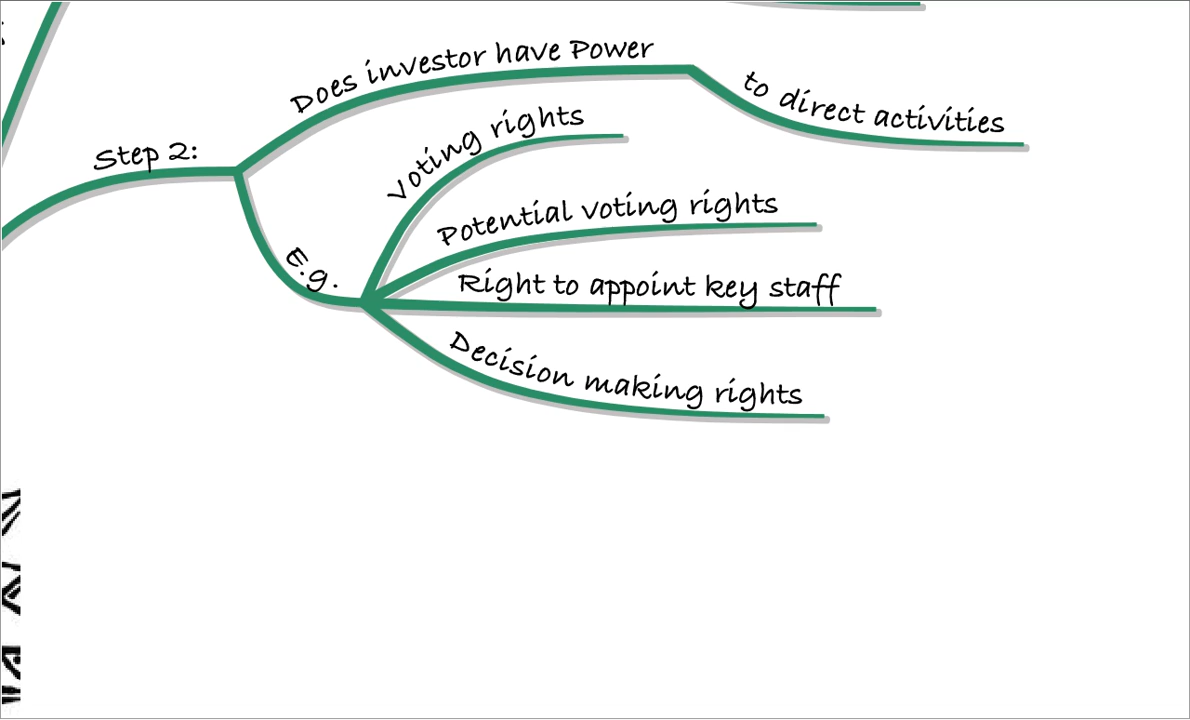 Step 2:
Does investor have Power
to direct activities
E.g.
Voting rights
Potential voting rights
Right to appoint key staff
Decision making rights